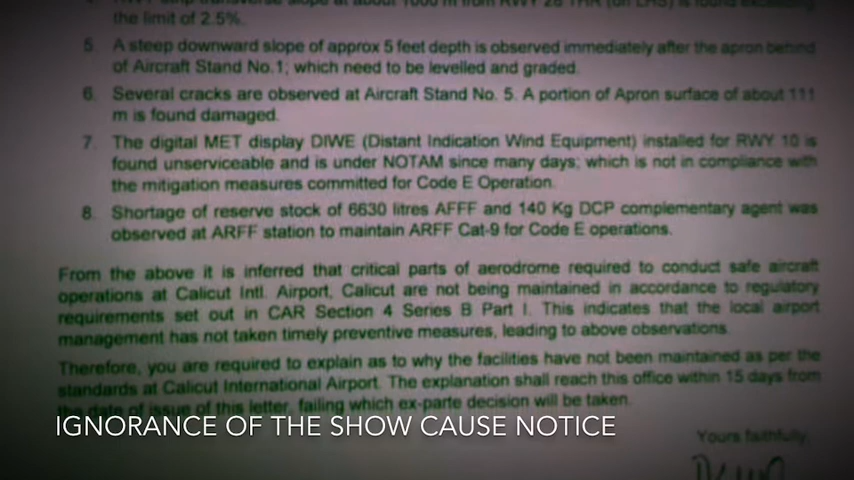 the limit of 2.5%.
5. A steep downward slope of approx 5 feet depth is observed immediately after the apron behind
of Aircraft Stand No.1; which need to be levelled and graded.
6. Several cracks are observed at Aircraft Stand No. 5. A portion of Apron surface of about 111
m is found damaged.
7. The digital MET display DIWE (Distant Indication Wind Equipment) installed for RWY 10 is
found unserviceable and is under NOTAM since many days; which is not in compliance with
the mitigation measures committed for Code E Operation.
8. Shortage of reserve stock of 6630 litres AFFF and 140 Kg DCP complementary agent was
observed at ARFF station to maintain ARFF Cat-9 for Code E operations.
From the above it is inferred that critical parts of aerodrome required to conduct safe aircraft
operations at Calicut Intl. Airport, Calicut are not being maintained in accordance to regulatory
requirements set out in CAR Section 4 Series B Part I. This indicates that the local airport
management has not taken timely preventive measures, leading to above observations.
Therefore, you are required to explain as to why the facilities have not been maintained as per the
standards at Calicut International Airport. The explanation shall reach this office within 15 days from
the date of issue of this letter, failing which ex-parte decision will be taken.
IGNORANCE OF THE SHOW CAUSE NOTICE
Yours faithfully,